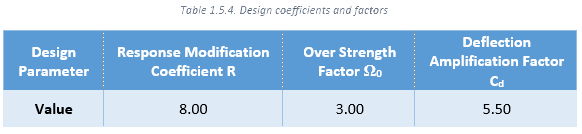 Table 1.5.4. Design coefficients and factors
Design Parameter
Response Modification Coefficient R
Over Strength Factor Ω0
Deflection Amplification Factor Cd
Value 8.00 3.00 5.50